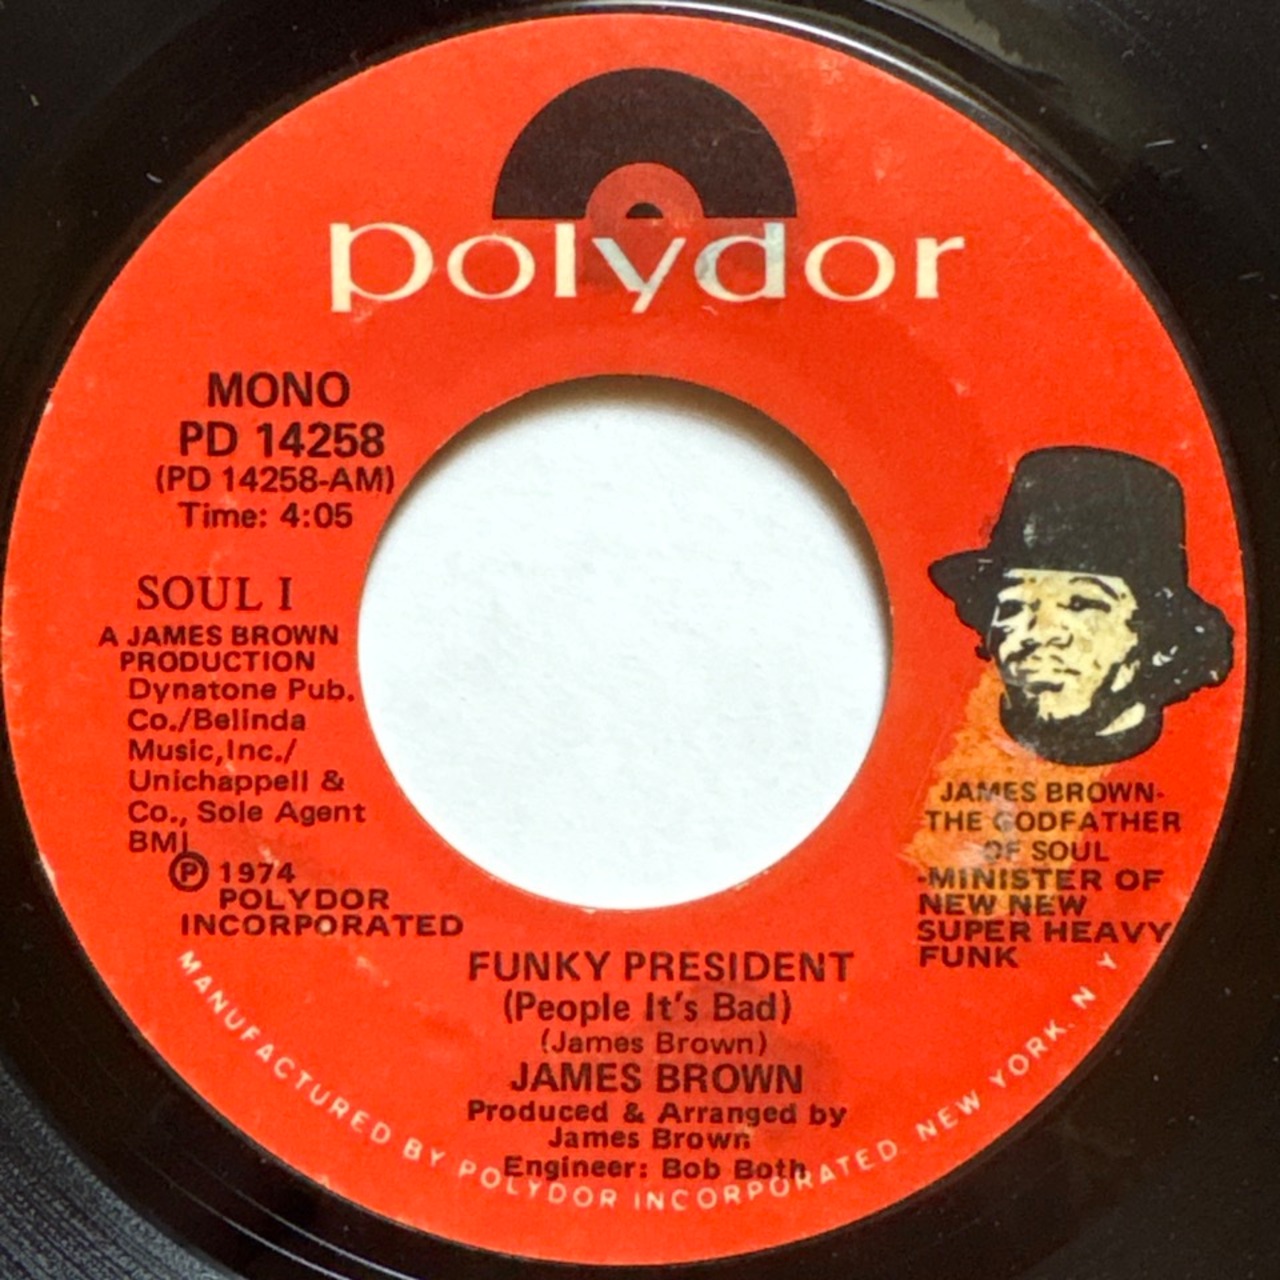 polydor
MONO
PD 14258
(PD 14258-AM)
Time: 4:05
SOUL I
A JAMES BROWN
PRODUCTION
Dynatone Pub.
Co./Belinda
Music,Inc./
Unichappell &
Co., Sole Agent
BMI
Ⓟ 1974
POLYDOR
INCORPORATED
JAMES BROWN-
THE GODFATHER
OF SOUL
-MINISTER OF
NEW NEW
SUPER HEAVY
FUNK
FUNKY PRESIDENT
(People It's Bad)
(James Brown)
JAMES BROWN
Produced & Arranged by
James Brown
Engineer: Bob Both
MANUFACTURED BY POLYDOR INCORPORATED. NEW YORK. N Y